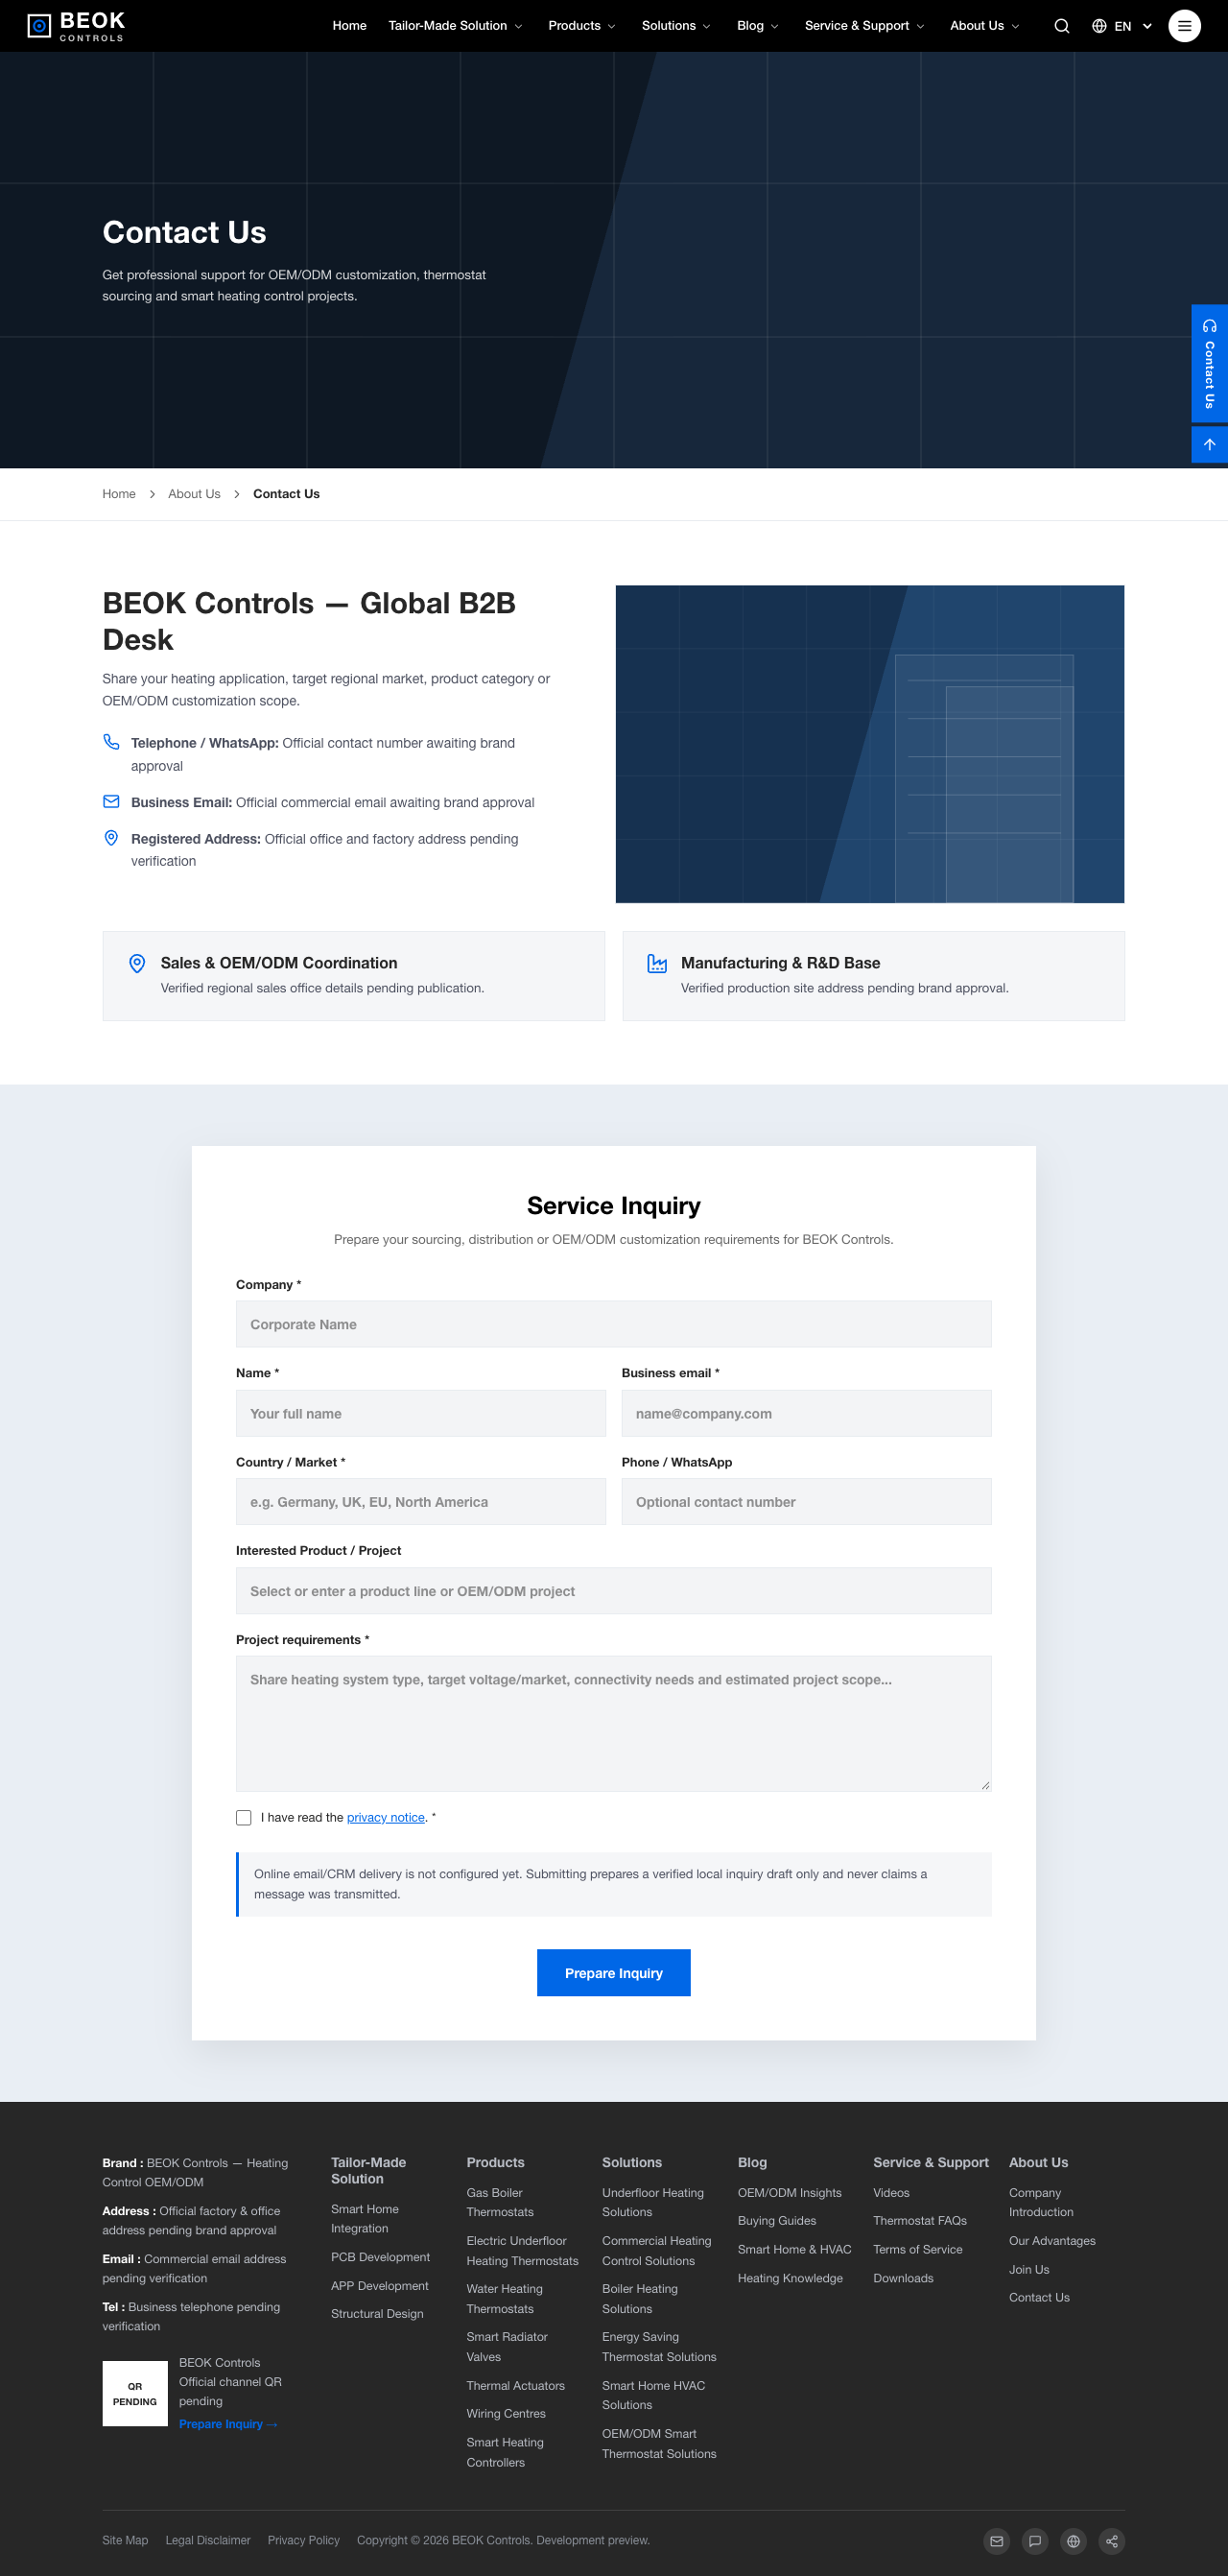 BEOK
CONTROLS
Home
Tailor-Made Solution
Products
Solutions
Blog
Service & Support
About Us
EN
Contact Us
Get professional support for OEM/ODM customization, thermostat
sourcing and smart heating control projects.
Contact Us
Home
About Us
Contact Us
BEOK Controls — Global B2B
Desk
Share your heating application, target regional market, product category or
OEM/ODM customization scope.
Telephone / WhatsApp: Official contact number awaiting brand
approval
Business Email: Official commercial email awaiting brand approval
Registered Address: Official office and factory address pending
verification
Sales & OEM/ODM Coordination
Verified regional sales office details pending publication.
Manufacturing & R&D Base
Verified production site address pending brand approval.
Service Inquiry
Prepare your sourcing, distribution or OEM/ODM customization requirements for BEOK Controls.
Company *
Corporate Name
Name *
Your full name
Business email *
name@company.com
Country / Market *
e.g. Germany, UK, EU, North America
Phone / WhatsApp
Optional contact number
Interested Product / Project
Select or enter a product line or OEM/ODM project
Project requirements *
Share heating system type, target voltage/market, connectivity needs and estimated project scope...
I have read the privacy notice. *
Online email/CRM delivery is not configured yet. Submitting prepares a verified local inquiry draft only and never claims a
message was transmitted.
Prepare Inquiry
Brand : BEOK Controls — Heating
Control OEM/ODM
Address : Official factory & office
address pending brand approval
Email : Commercial email address
pending verification
Tel : Business telephone pending
verification
QR
PENDING
BEOK Controls
Official channel QR
pending
Prepare Inquiry →
Tailor-Made
Solution
Smart Home
Integration
PCB Development
APP Development
Structural Design
Products
Gas Boiler
Thermostats
Electric Underfloor
Heating Thermostats
Water Heating
Thermostats
Smart Radiator
Valves
Thermal Actuators
Wiring Centres
Smart Heating
Controllers
Solutions
Underfloor Heating
Solutions
Commercial Heating
Control Solutions
Boiler Heating
Solutions
Energy Saving
Thermostat Solutions
Smart Home HVAC
Solutions
OEM/ODM Smart
Thermostat Solutions
Blog
OEM/ODM Insights
Buying Guides
Smart Home & HVAC
Heating Knowledge
Service & Support
Videos
Thermostat FAQs
Terms of Service
Downloads
About Us
Company
Introduction
Our Advantages
Join Us
Contact Us
Site Map
Legal Disclaimer
Privacy Policy
Copyright © 2026 BEOK Controls. Development preview.